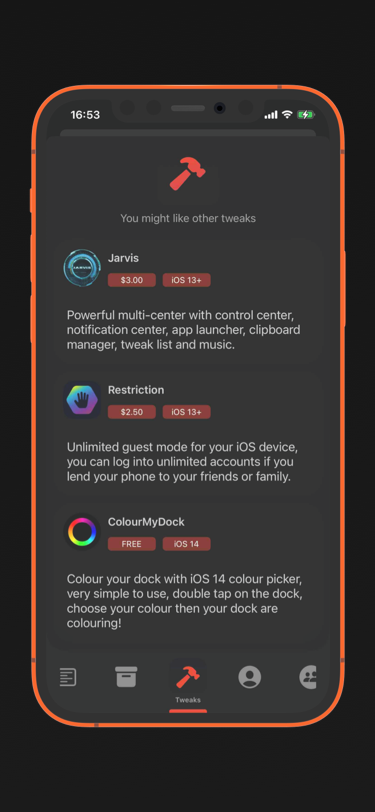 16:53
You might like other tweaks
JARVIS
Jarvis
$3.00
iOS 13+
Powerful multi-center with control center,
notification center, app launcher, clipboard
manager, tweak list and music.
Restriction
$2.50
iOS 13+
Unlimited guest mode for your iOS device,
you can log into unlimited accounts if you
lend your phone to your friends or family.
ColourMyDock
FREE
iOS 14
Colour your dock with iOS 14 colour picker,
very simple to use, double tap on the dock,
choose your colour then your dock are
colouring!
Tweaks